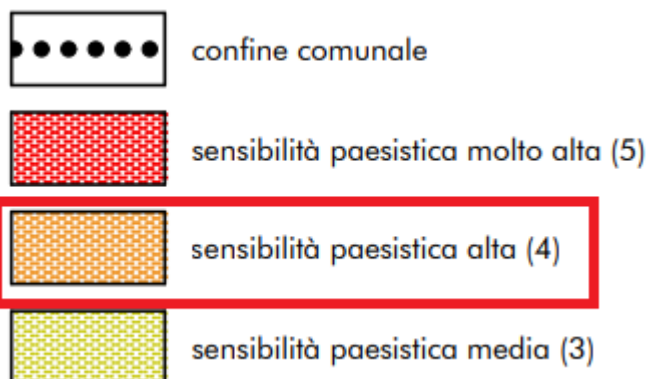 confine comunale
sensibilità paesistica molto alta (5)
sensibilità paesistica alta (4)
sensibilità paesistica media (3)